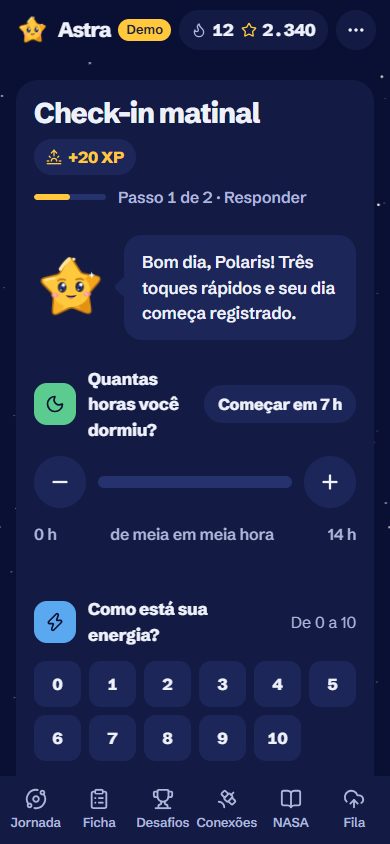 Astra Demo 12 2.340
Check-in matinal
+20 XP
Passo 1 de 2 · Responder
Bom dia, Polaris! Três
toques rápidos e seu dia
começa registrado.
Quantas
horas você
dormiu?
Começar em 7 h
0 h de meia em meia hora 14 h
Como está sua
energia?
De 0 a 10
0 1 2 3 4 5
6 7 8 9 10
Jornada Ficha Desafios Conexões NASA Fila